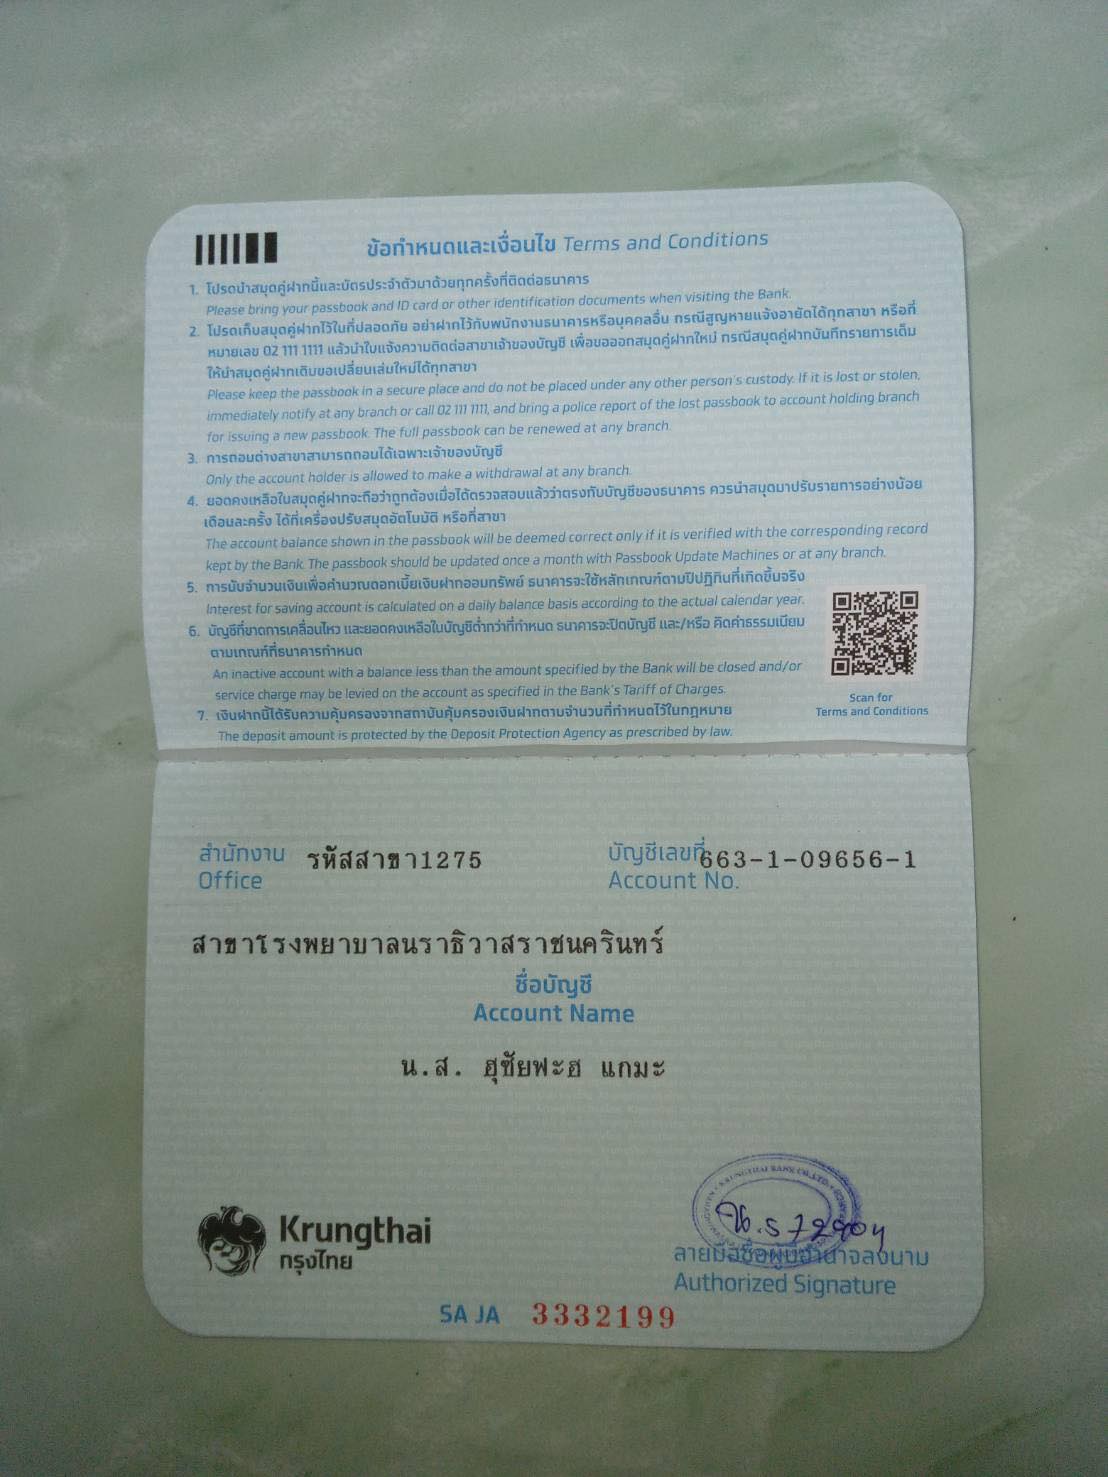 ข้อกำหนดและเงื่อนไข Terms and Conditions
1. โปรดนำสมุดคู่ฝากนี้และบัตรประจำตัวมาด้วยทุกครั้งที่ติดต่อธนาคาร
Please bring your passbook and ID card or other identification documents when visiting the Bank.
2. โปรดเก็บสมุดคู่ฝากไว้ในที่ปลอดภัย อย่าฝากไว้กับพนักงานธนาคารหรือบุคคลอื่น กรณีสูญหายแจ้งอายัดได้ทุกสาขา หรือที่
หมายเลข 02 111 1111 แล้วนำใบแจ้งความติดต่อสาขาเจ้าของบัญชี เพื่อขอออกสมุดคู่ฝากใหม่ กรณีสมุดคู่ฝากบันทึกรายการเต็ม
ให้นำสมุดคู่ฝากเดิมขอเปลี่ยนเล่มใหม่ได้ทุกสาขา
Please keep the passbook in a secure place and do not be placed under any other person's custody. If it is lost or stolen,
immediately notify at any branch or call 02 111 1111, and bring a police report of the lost passbook to account holding branch
for issuing a new passbook. The full passbook can be renewed at any branch.
3. การถอนต่างสาขาสามารถถอนได้เฉพาะเจ้าของบัญชี
Only the account holder is allowed to make a withdrawal at any branch.
4. ยอดคงเหลือในสมุดคู่ฝากจะถือว่าถูกต้องเมื่อได้ตรวจสอบแล้วว่าตรงกับบัญชีของธนาคาร ควรนำสมุดมาปรับรายการอย่างน้อย
เดือนละครั้ง ได้ที่เครื่องปรับสมุดอัตโนมัติ หรือที่สาขา
The account balance shown in the passbook will be deemed correct only if it is verified with the corresponding record
kept by the Bank. The passbook should be updated once a month with Passbook Update Machines or at any branch.
5. การนับจำนวนเงินเพื่อคำนวณดอกเบี้ยเงินฝากออมทรัพย์ ธนาคารจะใช้หลักเกณฑ์ตามปีปฏิทินที่เกิดขึ้นจริง
Interest for saving account is calculated on a daily balance basis according to the actual calendar year.
6. บัญชีที่ขาดการเคลื่อนไหว และยอดคงเหลือในบัญชีต่ำกว่าที่กำหนด ธนาคารจะปิดบัญชี และ/หรือ คิดค่าธรรมเนียม
ตามเกณฑ์ที่ธนาคารกำหนด
An inactive account with a balance less than the amount specified by the Bank will be closed and/or
service charge may be levied on the account as specified in the Bank's Tariff of Charges.
7. เงินฝากนี้ได้รับความคุ้มครองจากสถาบันคุ้มครองเงินฝากตามจำนวนที่กำหนดไว้ในกฎหมาย
The deposit amount is protected by the Deposit Protection Agency as prescribed by law.
Scan for
Terms and Conditions
สำนักงาน รหัสสาขา1275 บัญชีเลขที่ 663-1-09656-1
Office Account No.
สาขาโรงพยาบาลนราธิวาสราชนครินทร์
ชื่อบัญชี
Account Name
น.ส. ฮุซัยฟะฮ แกมะ
Krungthai
กรุงไทย
ลายมือชื่อผู้มีอำนาจลงนาม
Authorized Signature
SA JA 3332199